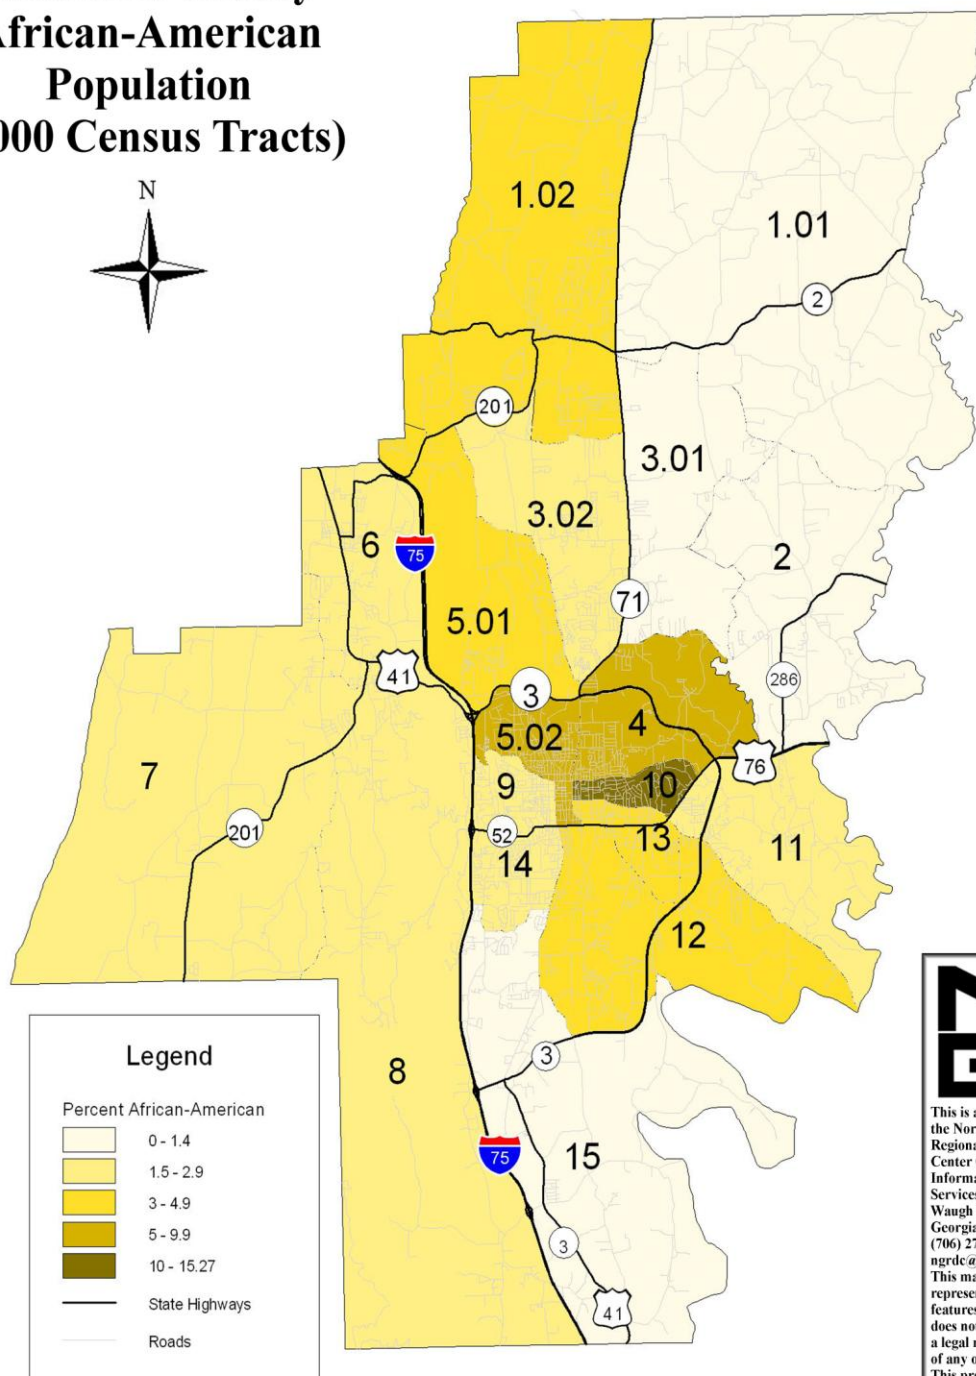 African-American
Population
000 Census Tracts)
N
1.02
1.01
2
201
3.01
3.02
6
75
2
5.01
71
41
286
3
5.02
4
76
7
9
10
201
52
13
11
14
12
Legend
Percent African-American
0 - 1.4
1.5 - 2.9
3 - 4.9
5 - 9.9
10 - 15.27
State Highways
Roads
8
3
75
15
3
41
This is a
the Nor
Regiona
Center
Informa
Services
Waugh
Georgia
(706) 27
ngrdc@
This ma
represe
features
does no
a legal
of any o
This pr